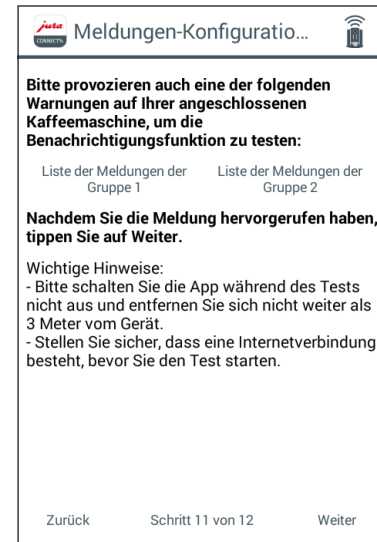 jura
CONNECT
Meldungen-Konfiguratio...
Bitte provozieren auch eine der folgenden
Warnungen auf Ihrer angeschlossenen
Kaffeemaschine, um die
Benachrichtigungsfunktion zu testen:
Liste der Meldungen der Gruppe 1
Liste der Meldungen der Gruppe 2
Nachdem Sie die Meldung hervorgerufen haben,
tippen Sie auf Weiter.
Wichtige Hinweise:
- Bitte schalten Sie die App während des Tests
nicht aus und entfernen Sie sich nicht weiter als
3 Meter vom Gerät.
- Stellen Sie sicher, dass eine Internetverbindung
besteht, bevor Sie den Test starten.
Zurück Schritt 11 von 12 Weiter